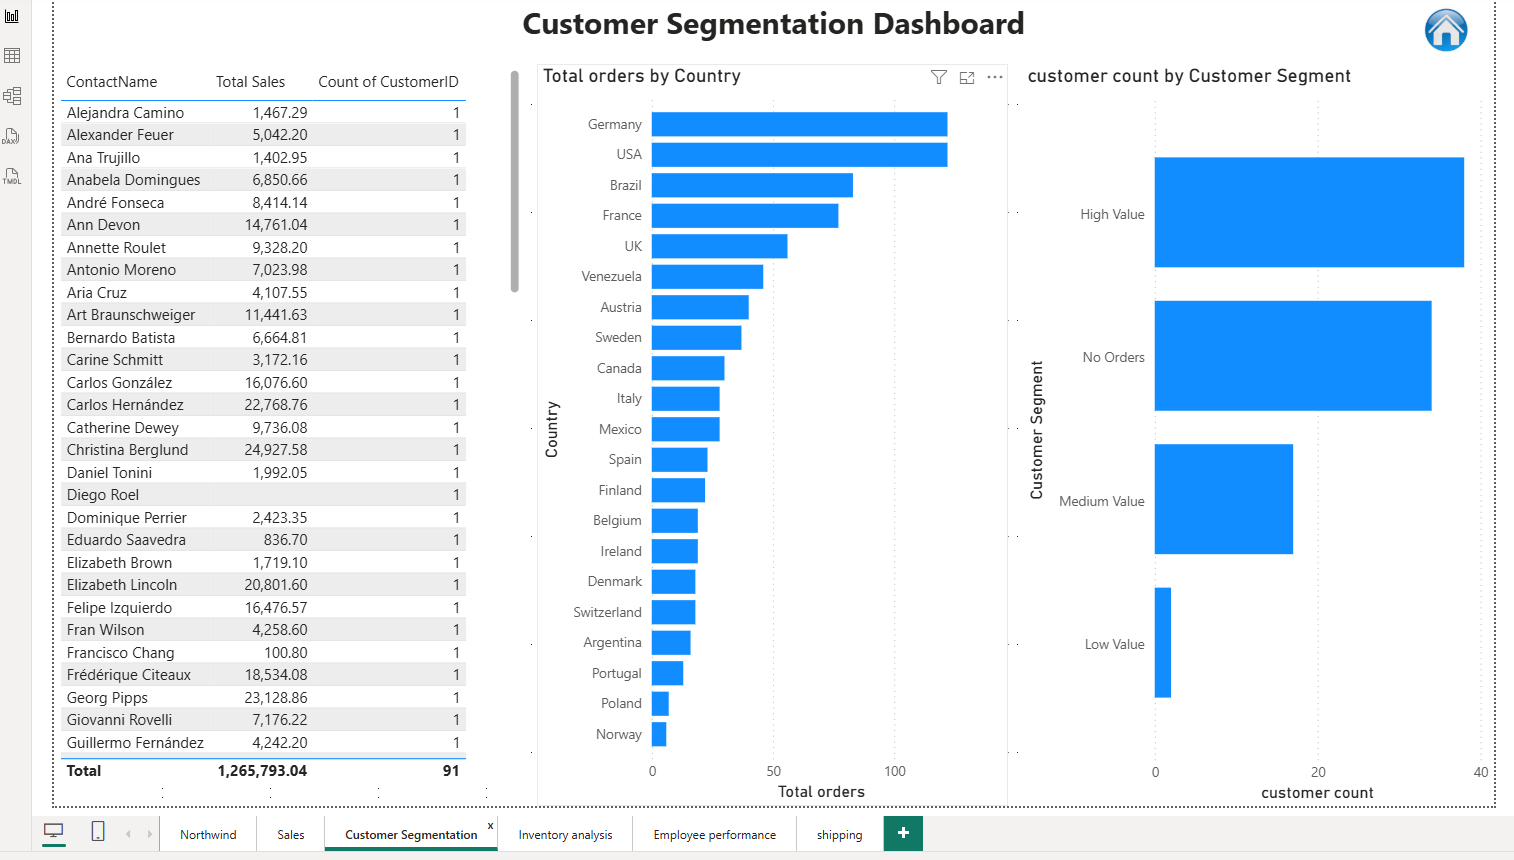 Customer Segmentation Dashboard
ContactName Total Sales Count of CustomerID
Alejandra Camino 1,467.29 1
Alexander Feuer 5,042.20 1
Ana Trujillo 1,402.95 1
Anabela Domingues 6,850.66 1
André Fonseca 8,414.14 1
Ann Devon 14,761.04 1
Annette Roulet 9,328.20 1
Antonio Moreno 7,023.98 1
Aria Cruz 4,107.55 1
Art Braunschweiger 11,441.63 1
Bernardo Batista 6,664.81 1
Carine Schmitt 3,172.16 1
Carlos González 16,076.60 1
Carlos Hernández 22,768.76 1
Catherine Dewey 9,736.08 1
Christina Berglund 24,927.58 1
Daniel Tonini 1,992.05 1
Diego Roel 1
Dominique Perrier 2,423.35 1
Eduardo Saavedra 836.70 1
Elizabeth Brown 1,719.10 1
Elizabeth Lincoln 20,801.60 1
Felipe Izquierdo 16,476.57 1
Fran Wilson 4,258.60 1
Francisco Chang 100.80 1
Frédérique Citeaux 18,534.08 1
Georg Pipps 23,128.86 1
Giovanni Rovelli 7,176.22 1
Guillermo Fernández 4,242.20 1
Total 1,265,793.04 91
Total orders by Country
Country
Germany
USA
Brazil
France
UK
Venezuela
Austria
Sweden
Canada
Italy
Mexico
Spain
Finland
Belgium
Ireland
Denmark
Switzerland
Argentina
Portugal
Poland
Norway
0 50 100
Total orders
customer count by Customer Segment
Customer Segment
High Value
No Orders
Medium Value
Low Value
0 20 40
customer count
DAX
TMDL
Northwind Sales Customer Segmentation x Inventory analysis Employee performance shipping +